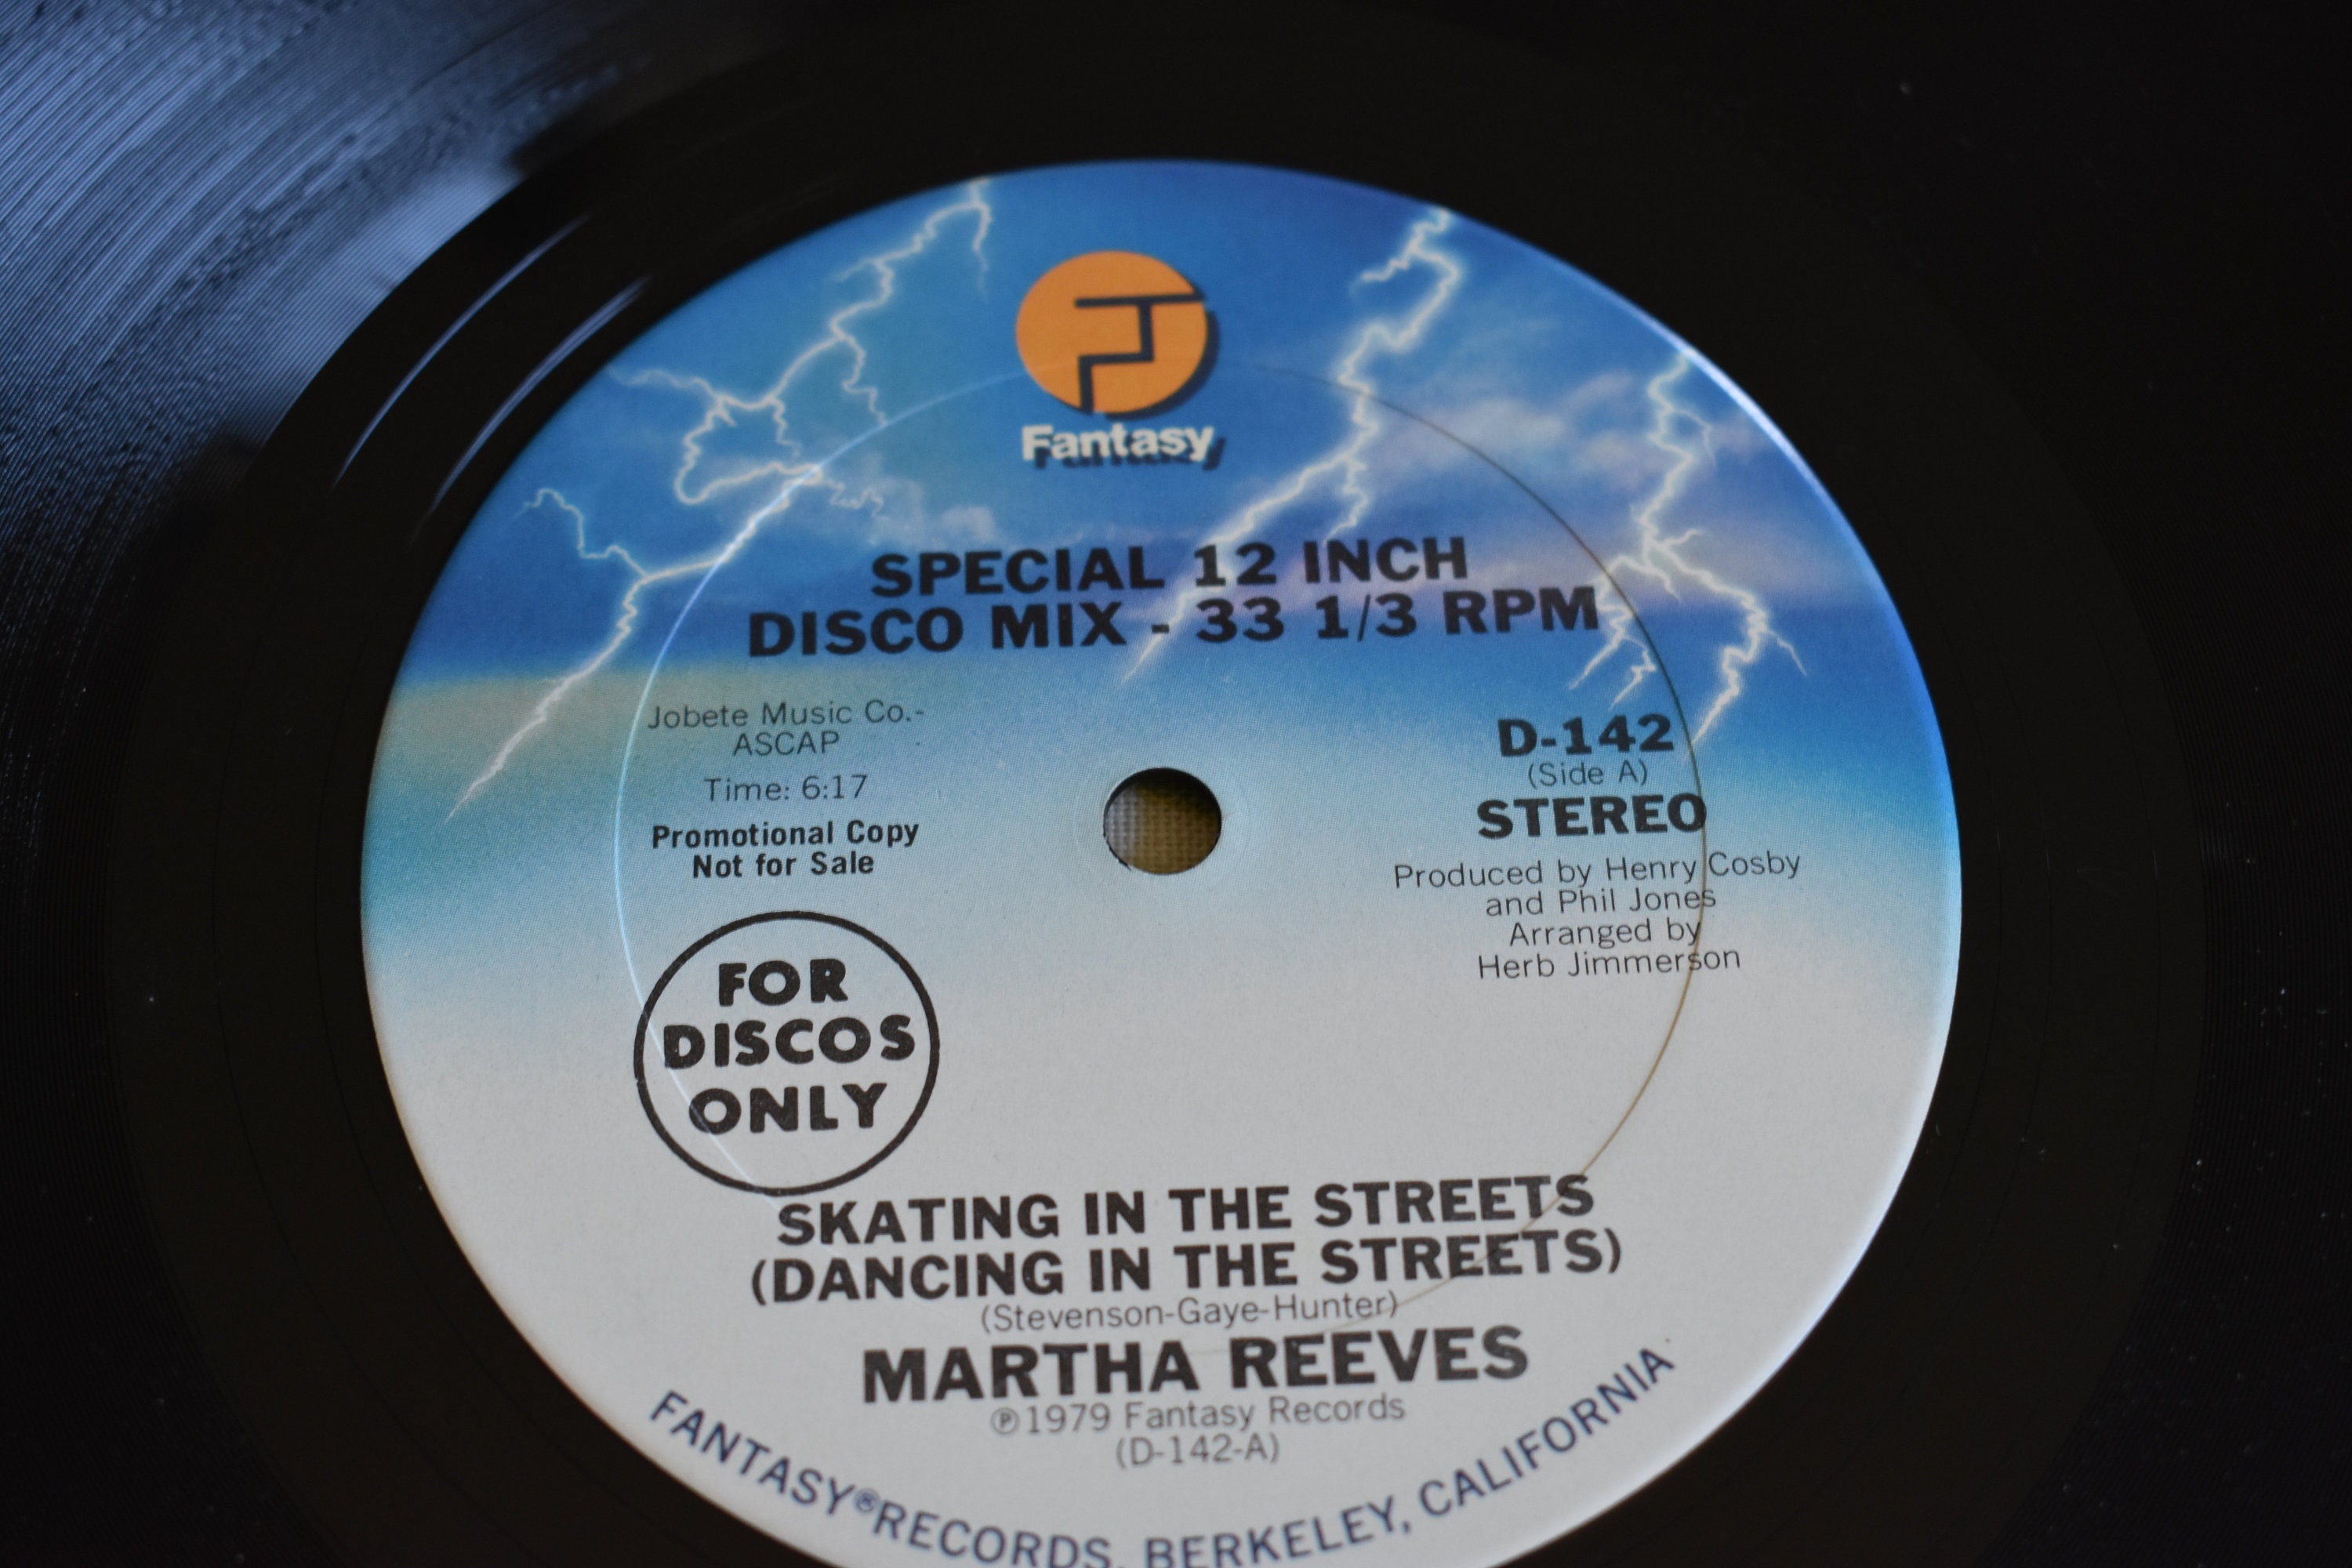 Fantasy
SPECIAL 12 INCH
DISCO MIX - 33 1/3 RPM
Jobete Music Co.-
ASCAP
Time: 6:17
Promotional Copy
Not for Sale
FOR
DISCOS
ONLY
D-142
(Side A)
STEREO
Produced by Henry Cosby
and Phil Jones
Arranged by
Herb Jimmerson
SKATING IN THE STREETS
(DANCING IN THE STREETS)
(Stevenson-Gaye-Hunter)
MARTHA REEVES
℗1979 Fantasy Records
(D-142-A)
FANTASY®RECORDS, BERKELEY, CALIFORNIA